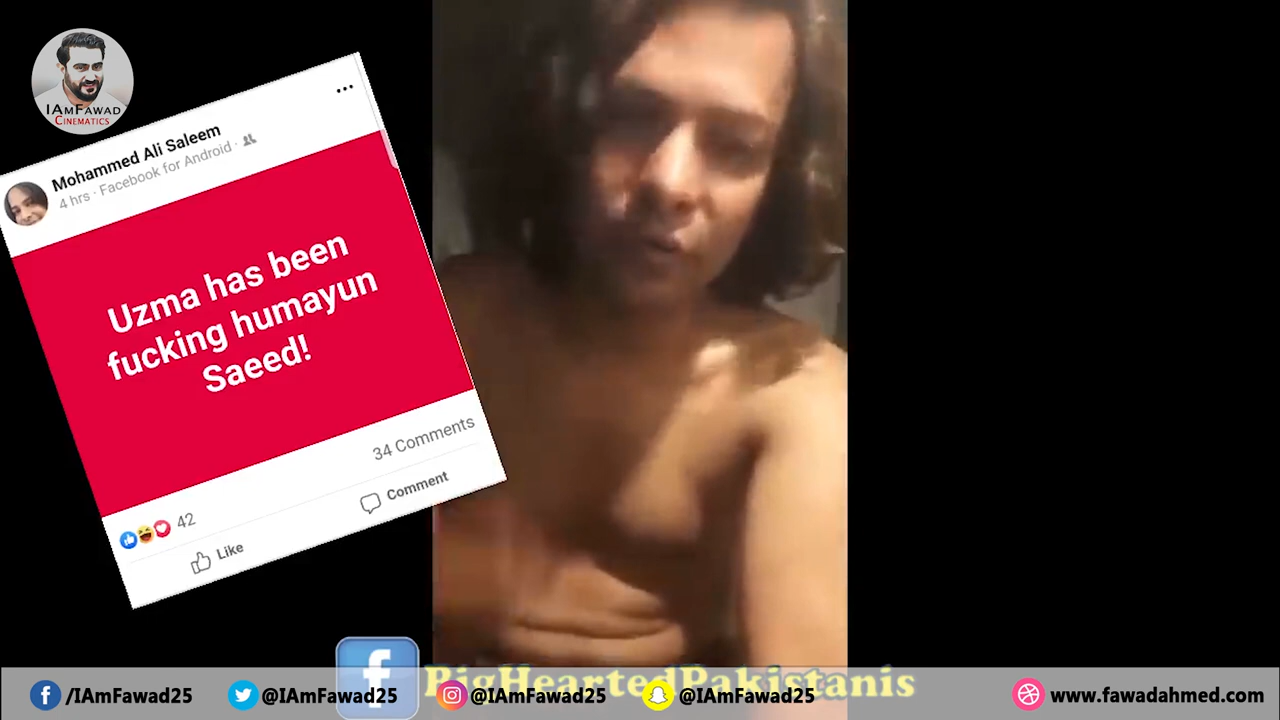 IAMFAWAD
CINEMATICS
Mohammed Ali Saleem
4 hrs · Facebook for Android ·
Uzma has been
fucking humayun
Saeed!
34 Comments
42
Like
Comment
BigHeartedPakistanis
/IAmFawad25
@IAmFawad25
@IAmFawad25
@IAmFawad25
www.fawadahmed.com